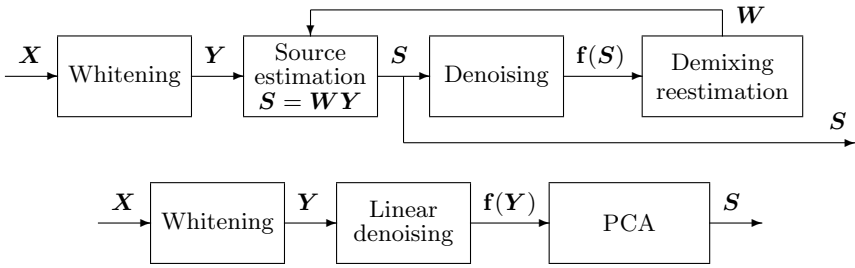 W
X
Whitening
Y
Source
estimation
S = WY
S
Denoising
f(S)
Demixing
reestimation
S
X
Whitening
Y
Linear
denoising
f(Y)
PCA
S